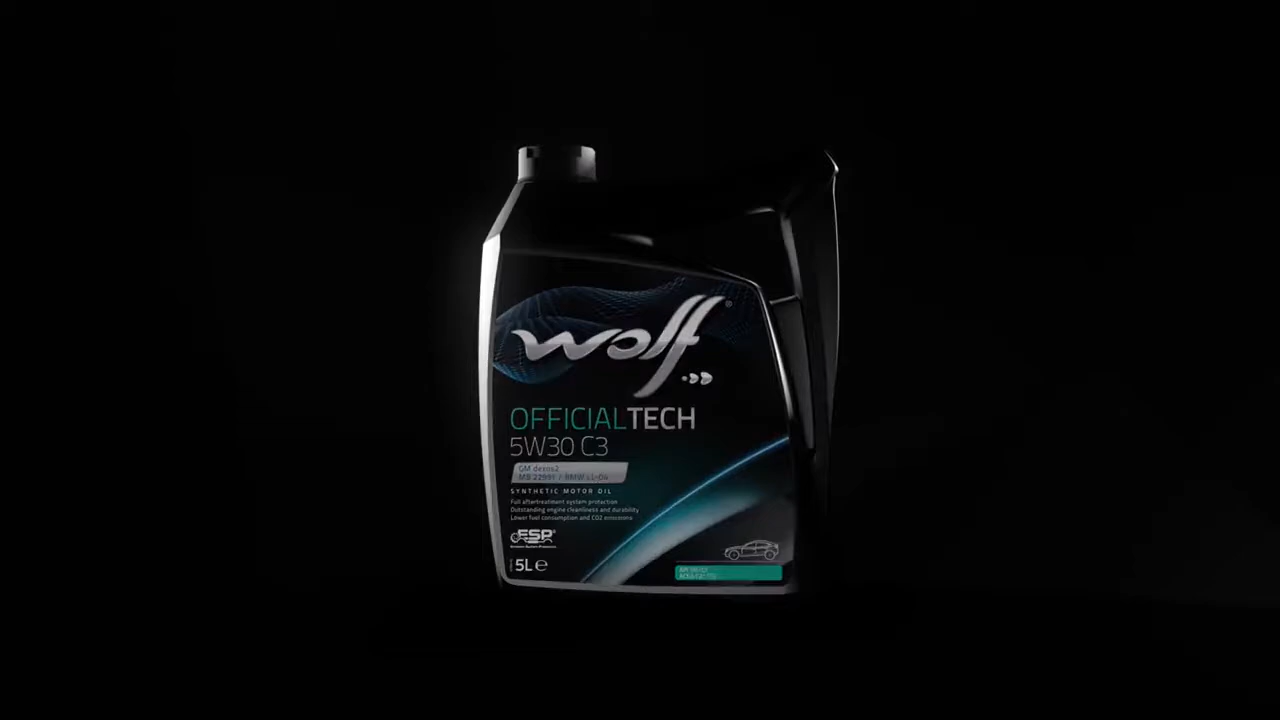 wolf®
OFFICIALTECH
5W30 C3
GM dexos2
MB 229.51 / BMW LL-04
SYNTHETIC MOTOR OIL
Full aftertreatment system protection
Outstanding engine cleanliness and durability
Lower fuel consumption and CO2 emissions
ESP
5L ℮